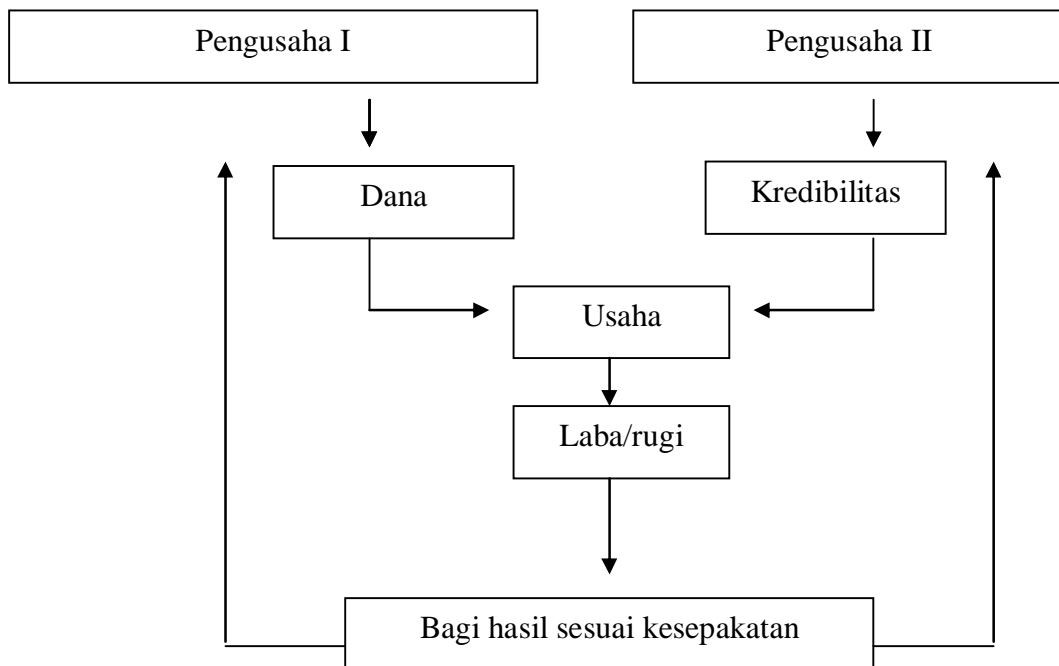 Pengusaha I
Pengusaha II
Dana
Kredibilitas
Usaha
Laba/rugi
Bagi hasil sesuai kesepakatan